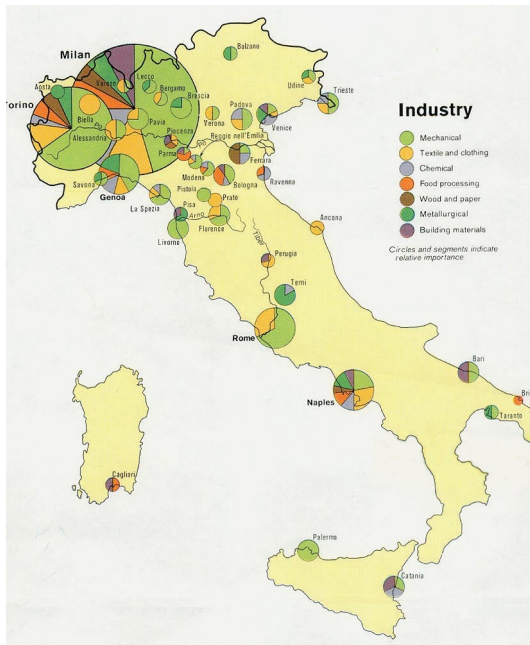 Bolzano
Milan
Udine
Trieste
Aosta
Varese
Lecco
Bergamo
Brescia
orino
Biella
Pavia
Verona
Padova
Venice
Alessandria
Piacenza
Po
Reggio nell'Emilia
Parma
Ferrara
Modena
Bologna
Ravenna
Savona
Genoa
La Spezia
Pistoia
Prato
Pisa
Arno
Florence
Livorno
Ancona
Tiber
Perugia
Terni
Rome
Naples
Bari
Bri
Taranto
Cagliari
Palermo
Catania
Industry
Mechanical
Textile and clothing
Chemical
Food processing
Wood and paper
Metallurgical
Building materials
Circles and segments indicate
relative importance